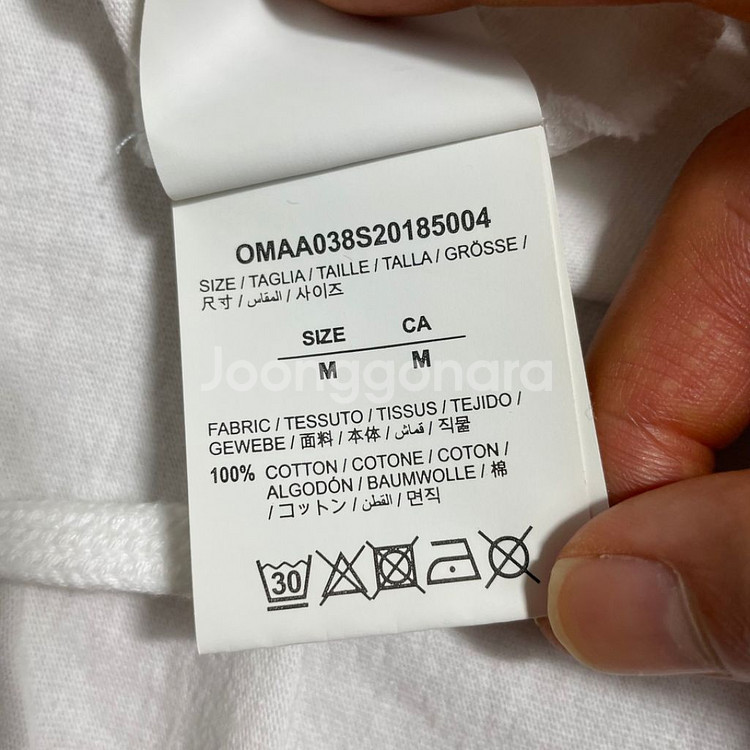 OMAA038S20185004
SIZE / TAGLIA / TAILLE / TALLA / GRÖSSE /
尺寸 / المقاس / 사이즈
SIZE CA
M M
Joonggonara
FABRIC / TESSUTO / TISSUS / TEJIDO /
GEWEBE / 面料 / 本体 / قماش / 직물
100% COTTON / COTONE / COTON /
ALGODÓN / BAUMWOLLE / 棉
/ コットン / القطن / 면직
30